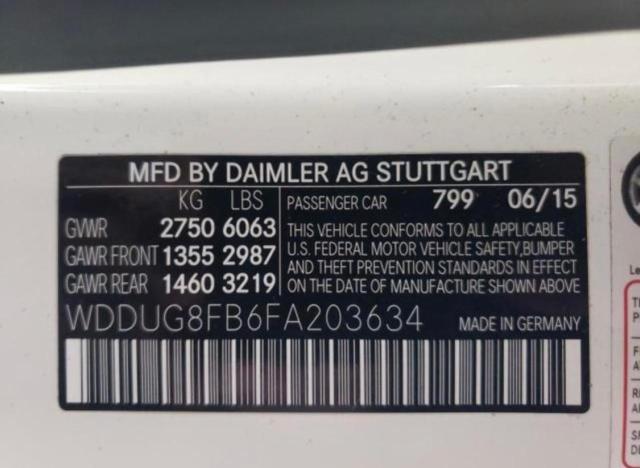 MFD BY DAIMLER AG STUTTGART
KG LBS
GVWR 2750 6063
GAWR FRONT 1355 2987
GAWR REAR 1460 3219
PASSENGER CAR 799 06/15
THIS VEHICLE CONFORMS TO ALL APPLICABLE
U.S. FEDERAL MOTOR VEHICLE SAFETY,BUMPER
AND THEFT PREVENTION STANDARDS IN EFFECT
ON THE DATE OF MANUFACTURE SHOWN ABOVE
WDDUG8FB6FA203634 MADE IN GERMANY